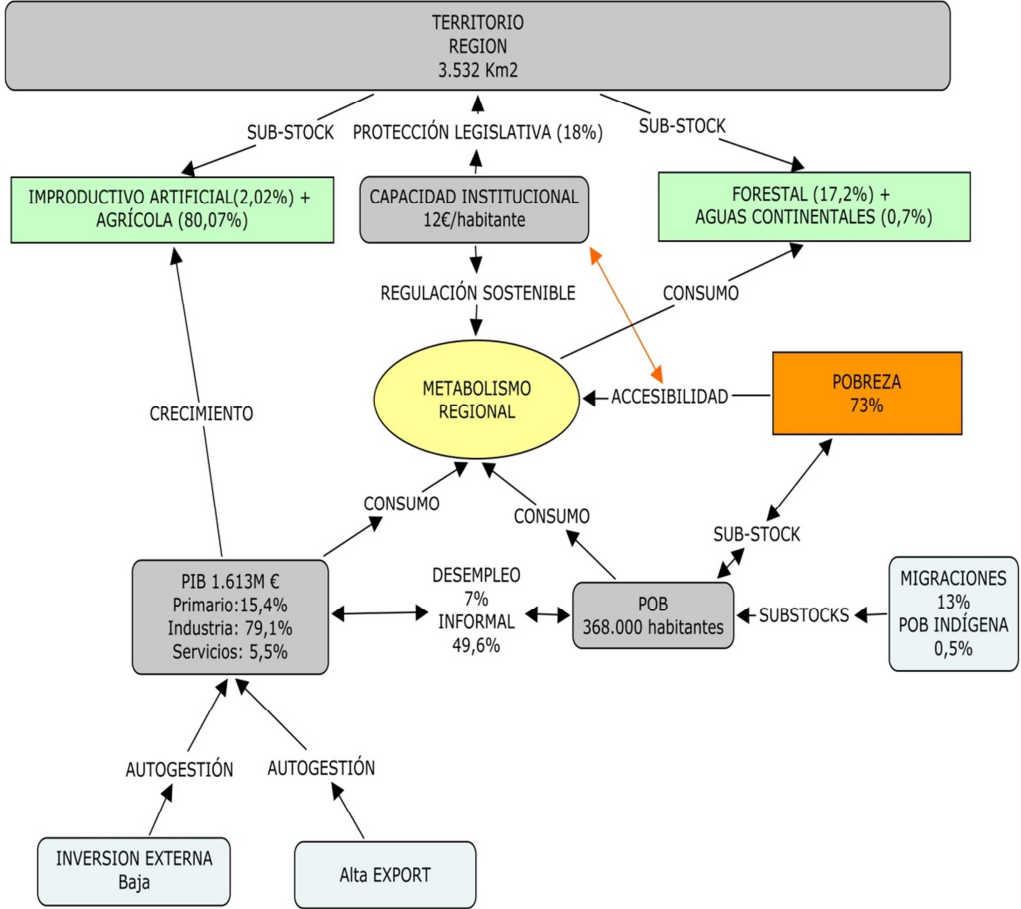 TERRITORIO
REGION
3.532 Km2
SUB-STOCK
PROTECCIÓN LEGISLATIVA (18%)
SUB-STOCK
IMPRODUCTIVO ARTIFICIAL(2,02%) +
AGRÍCOLA (80,07%)
CAPACIDAD INSTITUCIONAL
12€/habitante
FORESTAL (17,2%) +
AGUAS CONTINENTALES (0,7%)
REGULACIÓN SOSTENIBLE
CONSUMO
METABOLISMO
REGIONAL
ACCESIBILIDAD
POBREZA
73%
CRECIMIENTO
CONSUMO
CONSUMO
SUB-STOCK
PIB 1.613M €
Primario:15,4%
Industria: 79,1%
Servicios: 5,5%
DESEMPLEO
7%
INFORMAL
49,6%
POB
368.000 habitantes
SUBSTOCKS
MIGRACIONES
13%
POB INDÍGENA
0,5%
AUTOGESTIÓN
AUTOGESTIÓN
INVERSION EXTERNA
Baja
Alta EXPORT